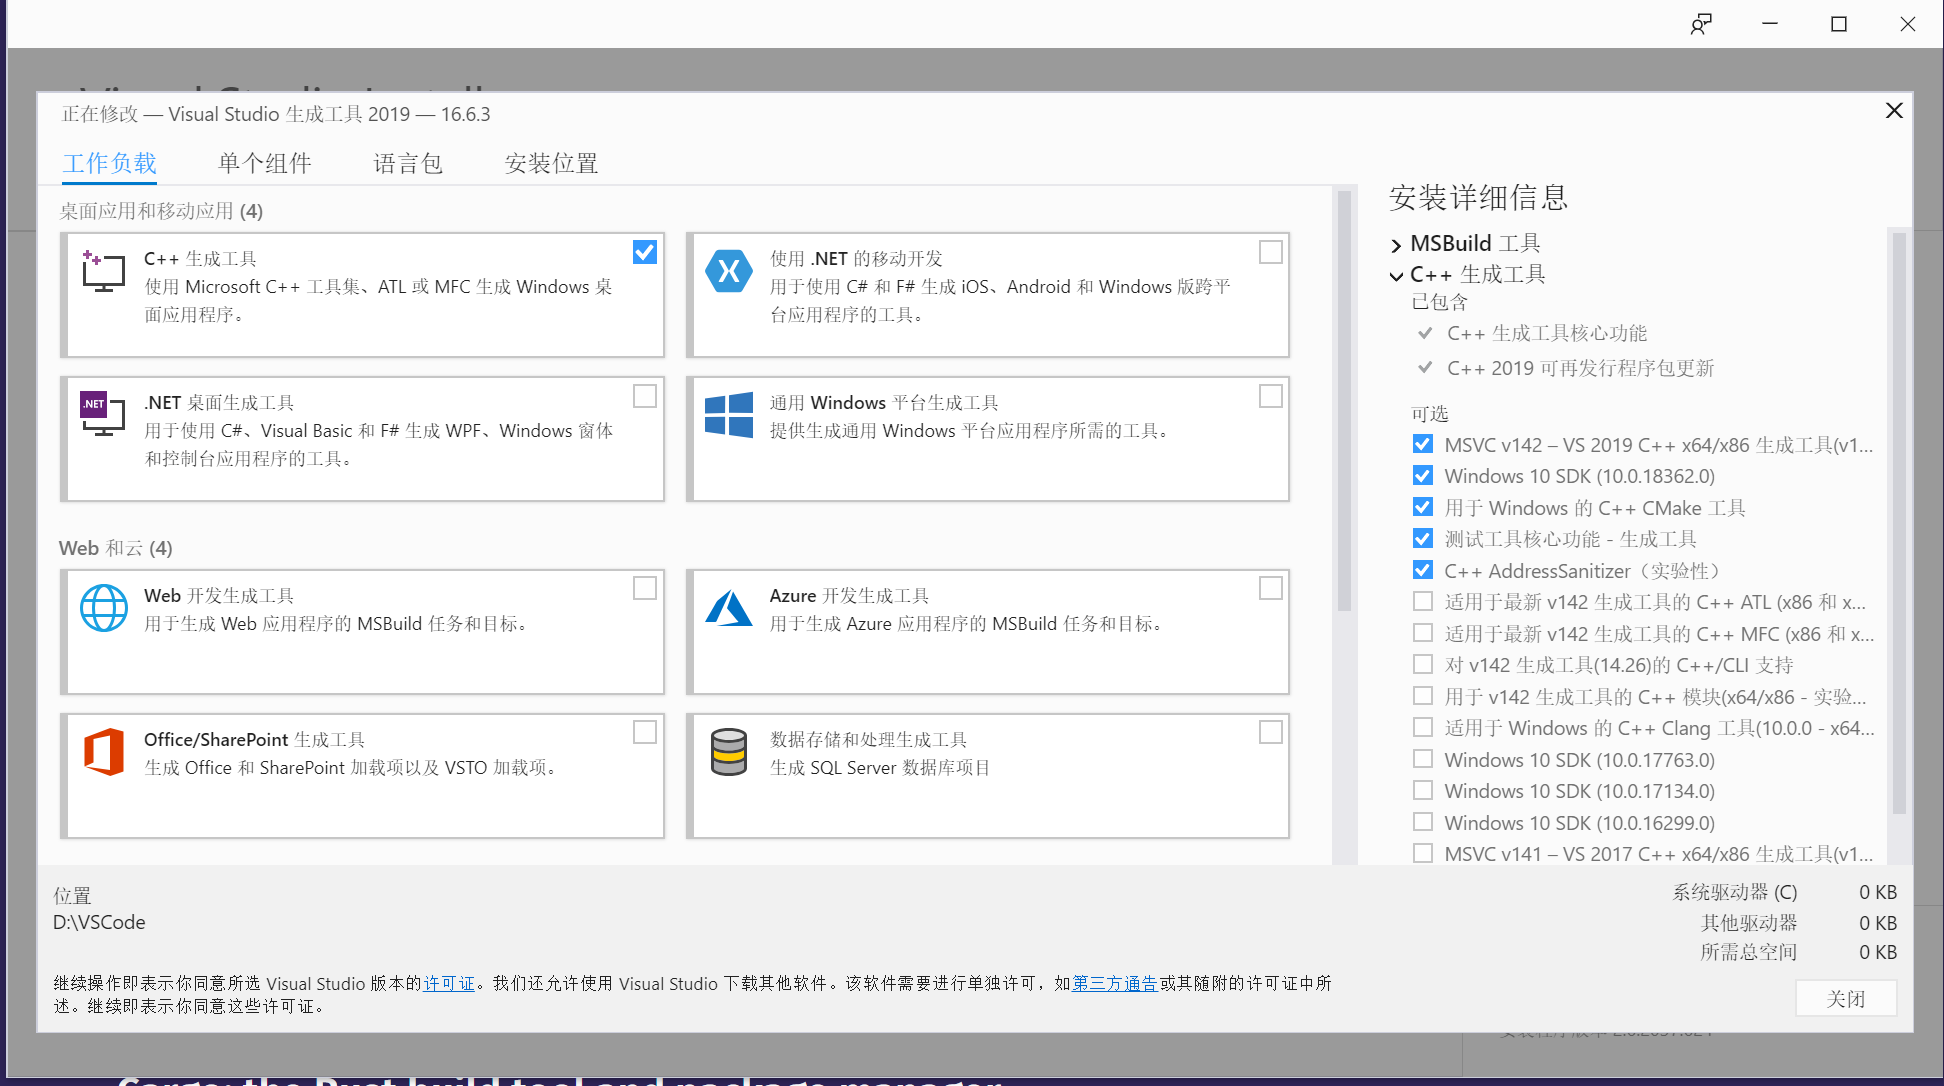 正在修改 — Visual Studio 生成工具 2019 — 16.6.3
工作负载 单个组件 语言包 安装位置
桌面应用和移动应用 (4)
C++ 生成工具
使用 Microsoft C++ 工具集、ATL 或 MFC 生成 Windows 桌
面应用程序。
使用 .NET 的移动开发
用于使用 C# 和 F# 生成 iOS、Android 和 Windows 版跨平
台应用程序的工具。
.NET
.NET 桌面生成工具
用于使用 C#、Visual Basic 和 F# 生成 WPF、Windows 窗体
和控制台应用程序的工具。
通用 Windows 平台生成工具
提供生成通用 Windows 平台应用程序所需的工具。
Web 和云 (4)
Web 开发生成工具
用于生成 Web 应用程序的 MSBuild 任务和目标。
Azure 开发生成工具
用于生成 Azure 应用程序的 MSBuild 任务和目标。
Office/SharePoint 生成工具
生成 Office 和 SharePoint 加载项以及 VSTO 加载项。
数据存储和处理生成工具
生成 SQL Server 数据库项目
安装详细信息
MSBuild 工具
C++ 生成工具
已包含
C++ 生成工具核心功能
C++ 2019 可再发行程序包更新
可选
MSVC v142 – VS 2019 C++ x64/x86 生成工具(v1...
Windows 10 SDK (10.0.18362.0)
用于 Windows 的 C++ CMake 工具
测试工具核心功能 - 生成工具
C++ AddressSanitizer（实验性）
适用于最新 v142 生成工具的 C++ ATL (x86 和 x...
适用于最新 v142 生成工具的 C++ MFC (x86 和 x...
对 v142 生成工具(14.26)的 C++/CLI 支持
用于 v142 生成工具的 C++ 模块(x64/x86 - 实验...
适用于 Windows 的 C++ Clang 工具(10.0.0 - x64...
Windows 10 SDK (10.0.17763.0)
Windows 10 SDK (10.0.17134.0)
Windows 10 SDK (10.0.16299.0)
MSVC v141 – VS 2017 C++ x64/x86 生成工具(v1...
位置
D:\VSCode
系统驱动器 (C) 0 KB
其他驱动器 0 KB
所需总空间 0 KB
继续操作即表示你同意所选 Visual Studio 版本的许可证。我们还允许使用 Visual Studio 下载其他软件。该软件需要进行单独许可，如第三方通告或其随附的许可证中所
述。继续即表示你同意这些许可证。
关闭
Cargo: the Rust build tool and package manager